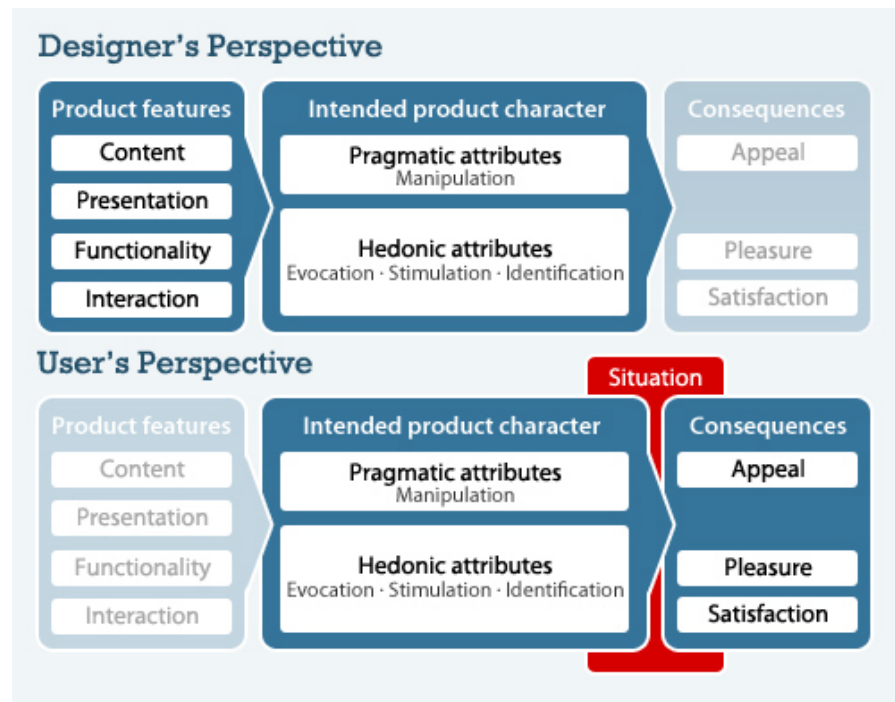 Designer's Perspective
Product features
Content
Presentation
Functionality
Interaction
Intended product character
Pragmatic attributes
Manipulation
Hedonic attributes
Evocation · Stimulation · Identification
Consequences
Appeal
Pleasure
Satisfaction
User's Perspective
Situation
Product features
Content
Presentation
Functionality
Interaction
Intended product character
Pragmatic attributes
Manipulation
Hedonic attributes
Evocation · Stimulation · Identification
Consequences
Appeal
Pleasure
Satisfaction